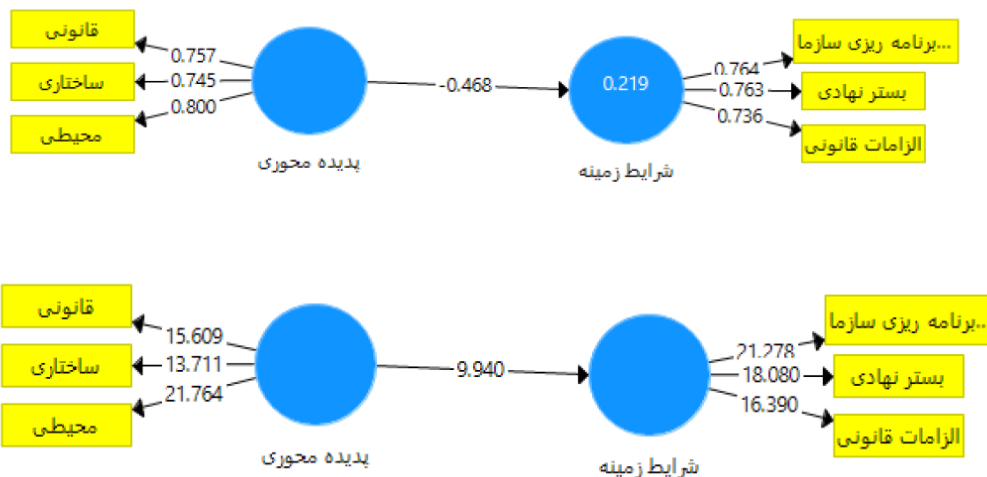 قانونی
ساختاری
محیطی
0.757
0.745
0.800
پدیده محوری
-0.468
0.219
شرایط زمینه
0.764
0.763
0.736
برنامه ریزی سازما...
بستر نهادی
الزامات قانونی
قانونی
ساختاری
محیطی
15.609
13.711
21.764
پدیده محوری
9.940
شرایط زمینه
21.278
18.080
16.390
برنامه ریزی سازما...
بستر نهادی
الزامات قانونی